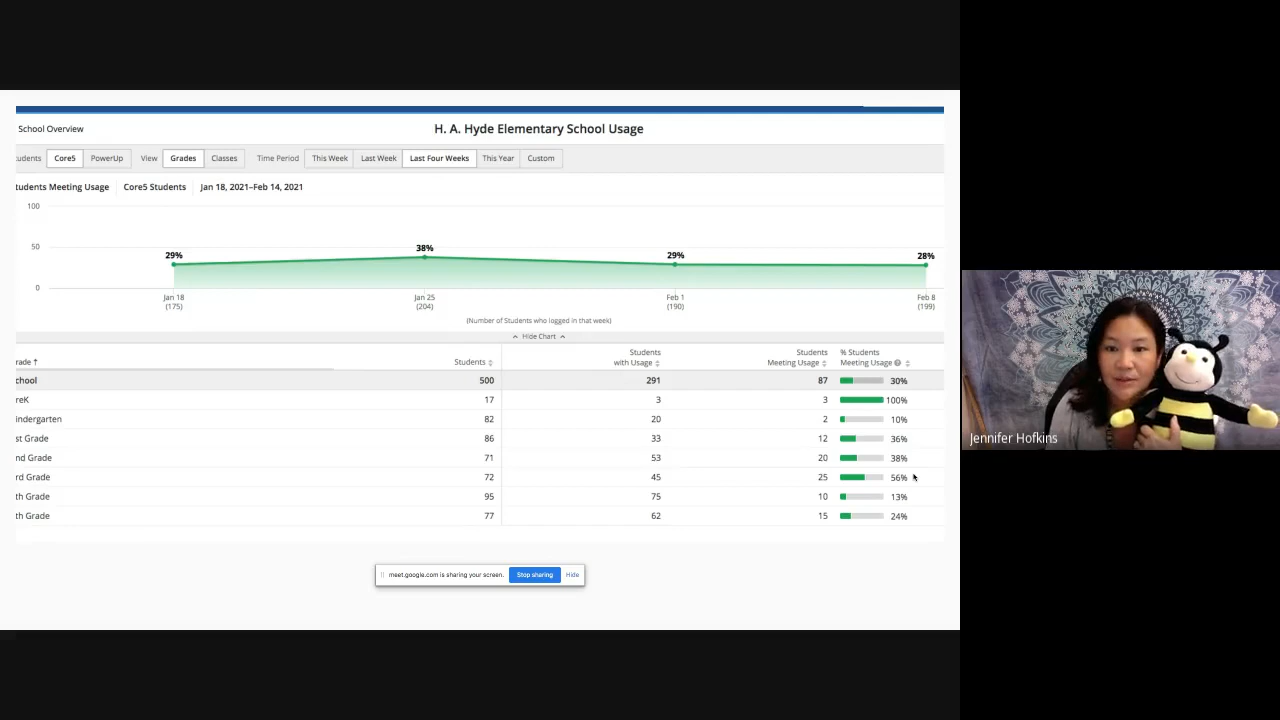 School Overview
H. A. Hyde Elementary School Usage
udents Core5 PowerUp View Grades Classes Time Period This Week Last Week Last Four Weeks This Year Custom
tudents Meeting Usage Core5 Students Jan 18, 2021–Feb 14, 2021
100
50
0
29%
38%
29%
28%
Jan 18 Jan 25 Feb 1 Feb 8
(175) (204) (190) (199)
(Number of Students who logged in that week)
Hide Chart
rade Students Students with Usage Students Meeting Usage % Students Meeting Usage
chool 500 291 87 30%
reK 17 3 3 100%
indergarten 82 20 2 10%
st Grade 86 33 12 36%
nd Grade 71 53 20 38%
rd Grade 72 45 25 56%
th Grade 95 75 10 13%
th Grade 77 62 15 24%
meet.google.com is sharing your screen. Stop sharing Hide
Jennifer Hofkins